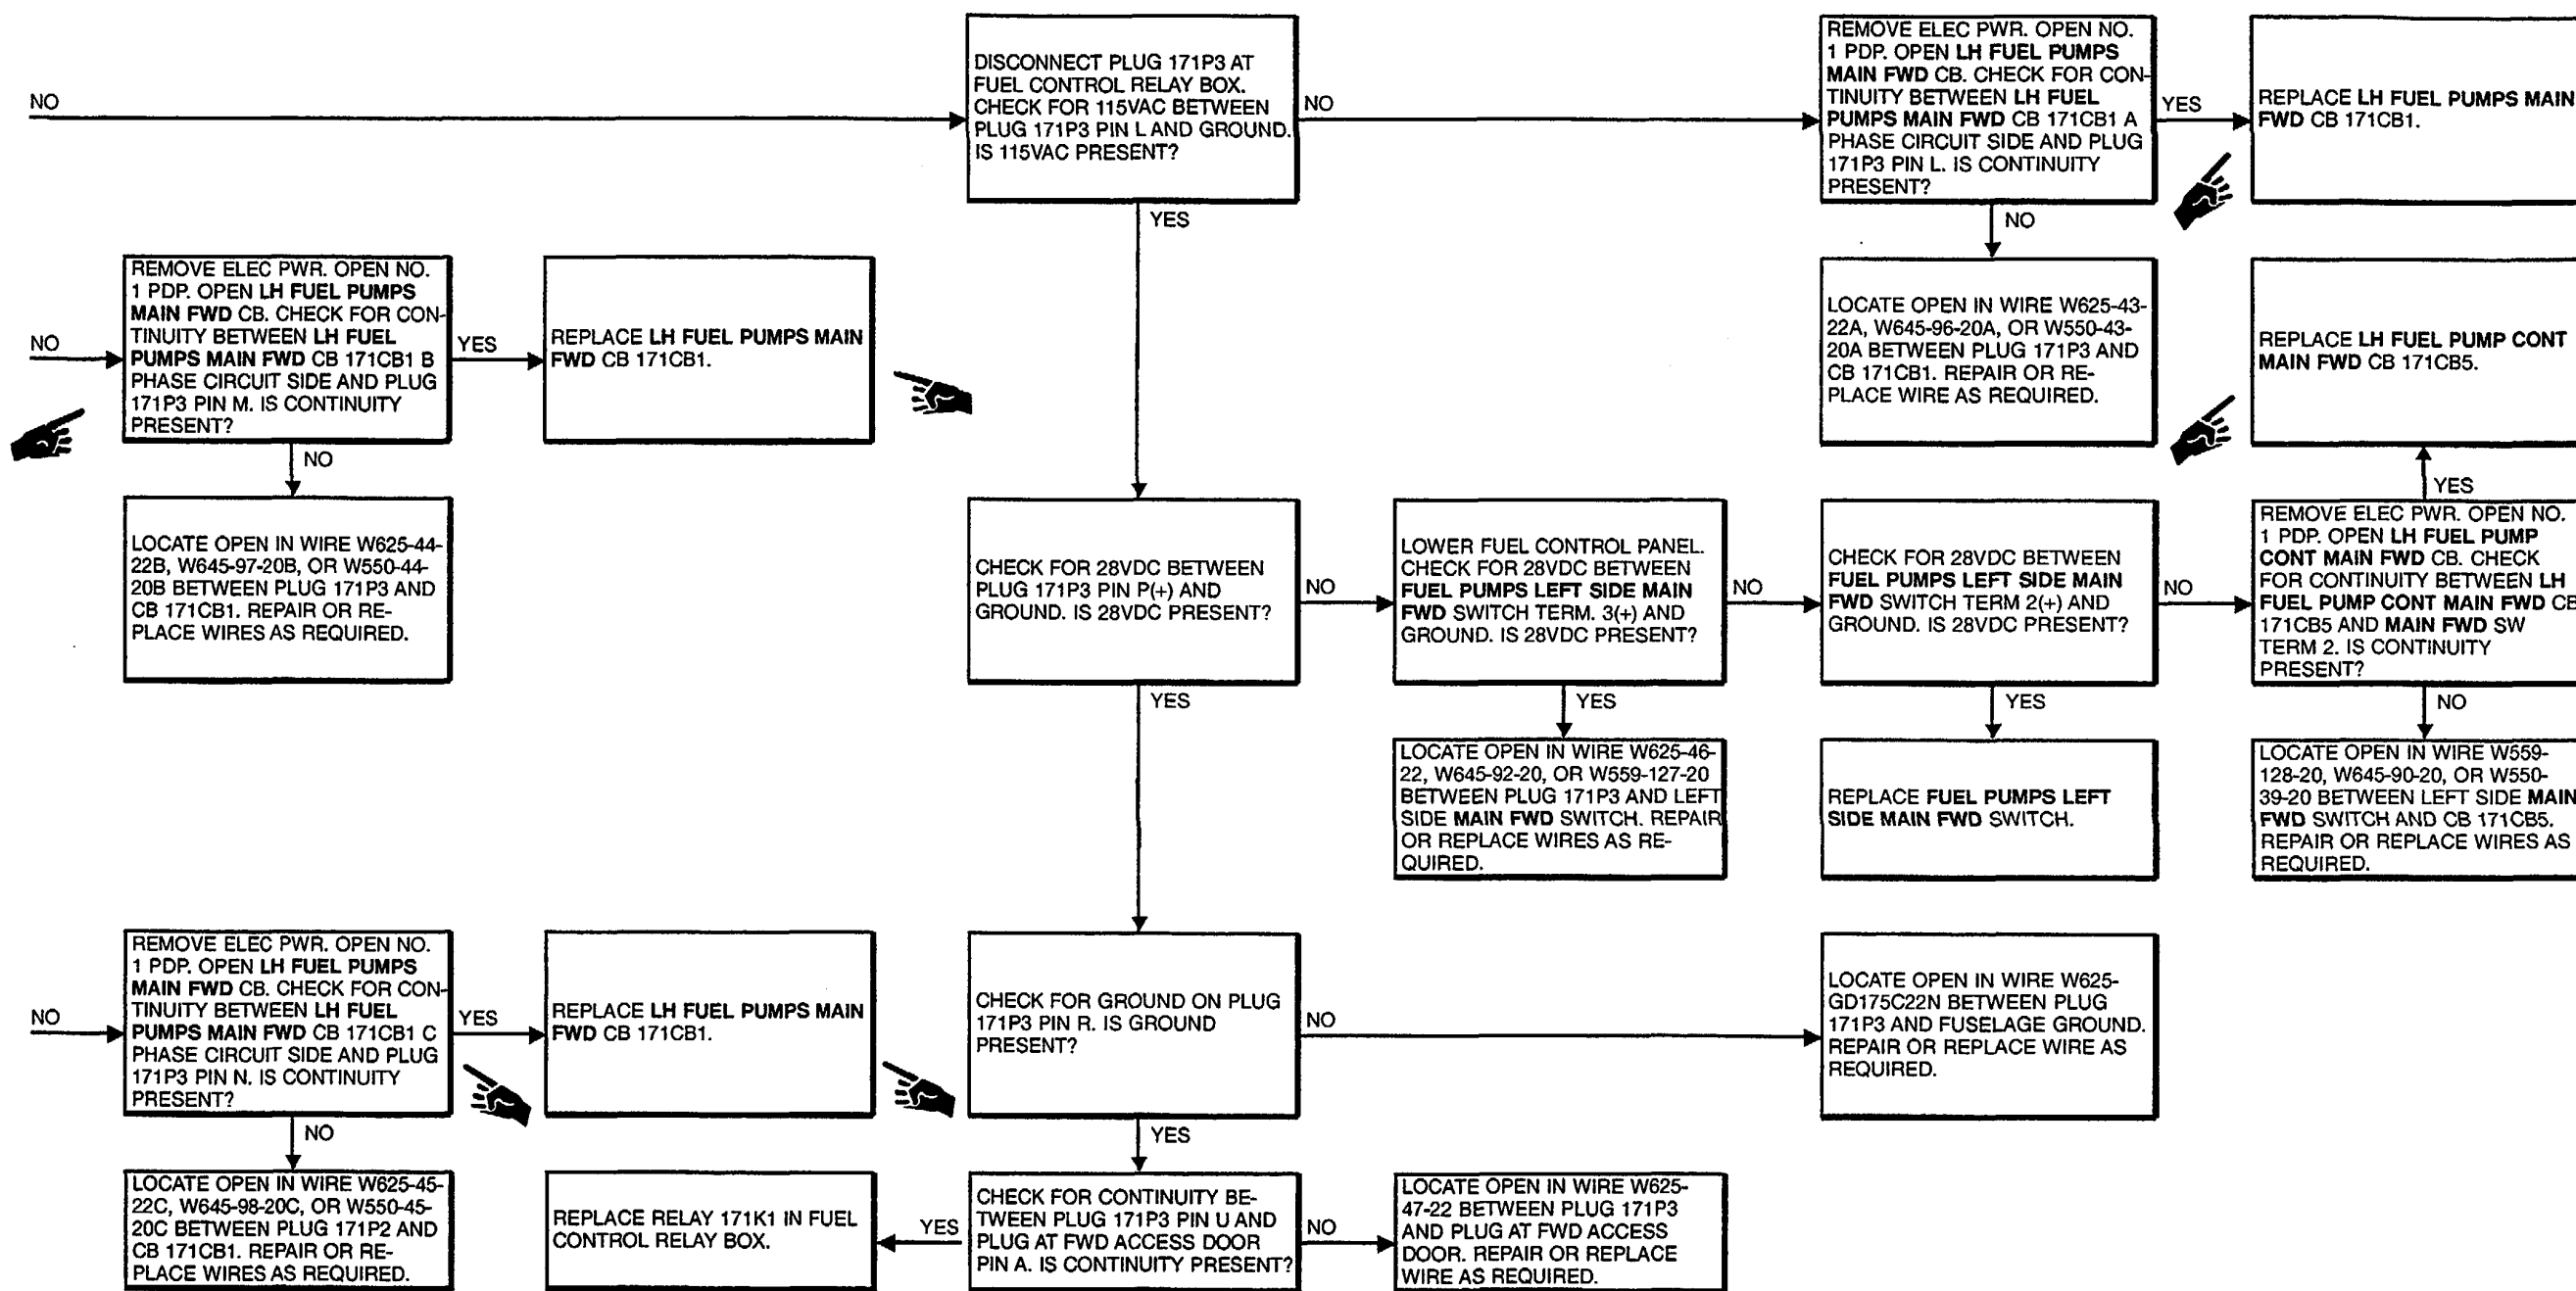 NO
DISCONNECT PLUG 171P3 AT
FUEL CONTROL RELAY BOX.
CHECK FOR 115VAC BETWEEN
PLUG 171P3 PIN L AND GROUND.
IS 115VAC PRESENT?
NO
YES
REMOVE ELEC PWR. OPEN NO.
1 PDP. OPEN LH FUEL PUMPS
MAIN FWD CB. CHECK FOR CON-
TINUITY BETWEEN LH FUEL
PUMPS MAIN FWD CB 171CB1 A
PHASE CIRCUIT SIDE AND PLUG
171P3 PIN L. IS CONTINUITY
PRESENT?
YES
NO
REPLACE LH FUEL PUMPS MAIN
FWD CB 171CB1.
NO
REMOVE ELEC PWR. OPEN NO.
1 PDP. OPEN LH FUEL PUMPS
MAIN FWD CB. CHECK FOR CON-
TINUITY BETWEEN LH FUEL
PUMPS MAIN FWD CB 171CB1 B
PHASE CIRCUIT SIDE AND PLUG
171P3 PIN M. IS CONTINUITY
PRESENT?
YES
NO
REPLACE LH FUEL PUMPS MAIN
FWD CB 171CB1.
LOCATE OPEN IN WIRE W625-43-
22A, W645-96-20A, OR W550-43-
20A BETWEEN PLUG 171P3 AND
CB 171CB1. REPAIR OR RE-
PLACE WIRE AS REQUIRED.
REPLACE LH FUEL PUMP CONT
MAIN FWD CB 171CB5.
YES
LOCATE OPEN IN WIRE W625-44-
22B, W645-97-20B, OR W550-44-
20B BETWEEN PLUG 171P3 AND
CB 171CB1. REPAIR OR RE-
PLACE WIRES AS REQUIRED.
CHECK FOR 28VDC BETWEEN
PLUG 171P3 PIN P(+) AND
GROUND. IS 28VDC PRESENT?
NO
YES
LOWER FUEL CONTROL PANEL.
CHECK FOR 28VDC BETWEEN
FUEL PUMPS LEFT SIDE MAIN
FWD SWITCH TERM. 3(+) AND
GROUND. IS 28VDC PRESENT?
NO
YES
CHECK FOR 28VDC BETWEEN
FUEL PUMPS LEFT SIDE MAIN
FWD SWITCH TERM 2(+) AND
GROUND. IS 28VDC PRESENT?
NO
YES
REMOVE ELEC PWR. OPEN NO.
1 PDP. OPEN LH FUEL PUMP
CONT MAIN FWD CB. CHECK
FOR CONTINUITY BETWEEN LH
FUEL PUMP CONT MAIN FWD CB
171CB5 AND MAIN FWD SW
TERM 2. IS CONTINUITY
PRESENT?
NO
LOCATE OPEN IN WIRE W625-46-
22, W645-92-20, OR W559-127-20
BETWEEN PLUG 171P3 AND LEFT
SIDE MAIN FWD SWITCH. REPAIR
OR REPLACE WIRES AS RE-
QUIRED.
REPLACE FUEL PUMPS LEFT
SIDE MAIN FWD SWITCH.
LOCATE OPEN IN WIRE W559-
128-20, W645-90-20, OR W550-
39-20 BETWEEN LEFT SIDE MAIN
FWD SWITCH AND CB 171CB5.
REPAIR OR REPLACE WIRES AS
REQUIRED.
NO
REMOVE ELEC PWR. OPEN NO.
1 PDP. OPEN LH FUEL PUMPS
MAIN FWD CB. CHECK FOR CON-
TINUITY BETWEEN LH FUEL
PUMPS MAIN FWD CB 171CB1 C
PHASE CIRCUIT SIDE AND PLUG
171P3 PIN N. IS CONTINUITY
PRESENT?
YES
NO
REPLACE LH FUEL PUMPS MAIN
FWD CB 171CB1.
CHECK FOR GROUND ON PLUG
171P3 PIN R. IS GROUND
PRESENT?
NO
YES
LOCATE OPEN IN WIRE W625-
GD175C22N BETWEEN PLUG
171P3 AND FUSELAGE GROUND.
REPAIR OR REPLACE WIRE AS
REQUIRED.
LOCATE OPEN IN WIRE W625-45-
22C, W645-98-20C, OR W550-45-
20C BETWEEN PLUG 171P2 AND
CB 171CB1. REPAIR OR RE-
PLACE WIRES AS REQUIRED.
REPLACE RELAY 171K1 IN FUEL
CONTROL RELAY BOX.
YES
CHECK FOR CONTINUITY BE-
TWEEN PLUG 171P3 PIN U AND
PLUG AT FWD ACCESS DOOR
PIN A. IS CONTINUITY PRESENT?
NO
LOCATE OPEN IN WIRE W625-
47-22 BETWEEN PLUG 171P3
AND PLUG AT FWD ACCESS
DOOR. REPAIR OR REPLACE
WIRE AS REQUIRED.